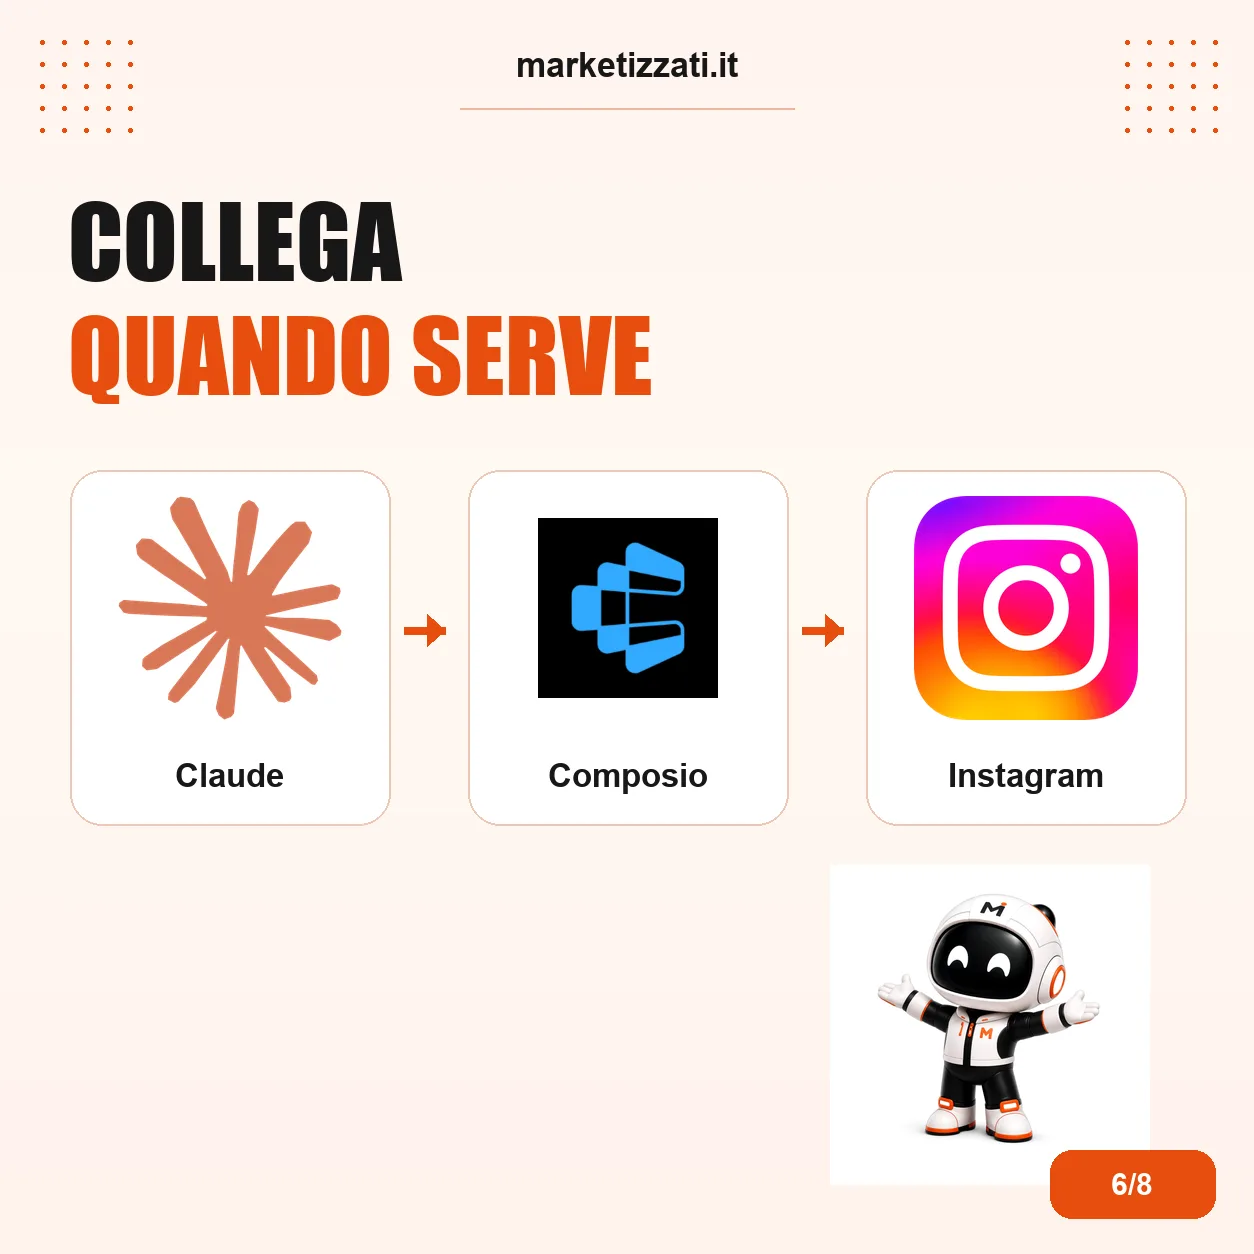 marketizzati.it
COLLEGA
QUANDO SERVE
Claude
Composio
Instagram
M
M
6/8